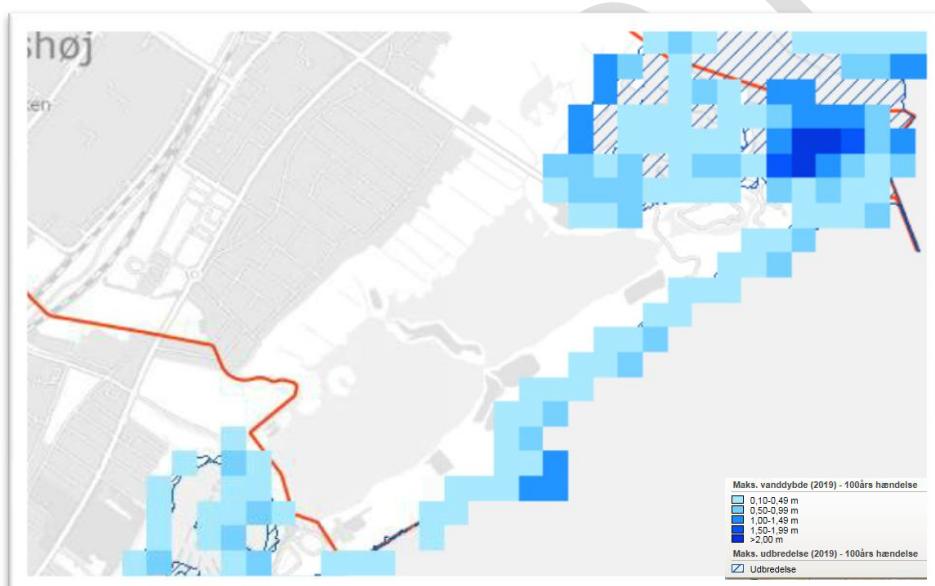 shøj
ken
Maks. vanddybde (2019) - 100års hændelse
0,10-0,49 m
0,50-0,99 m
1,00-1,49 m
1,50-1,99 m
>2,00 m
Maks. udbredelse (2019) - 100års hændelse
Udbredelse